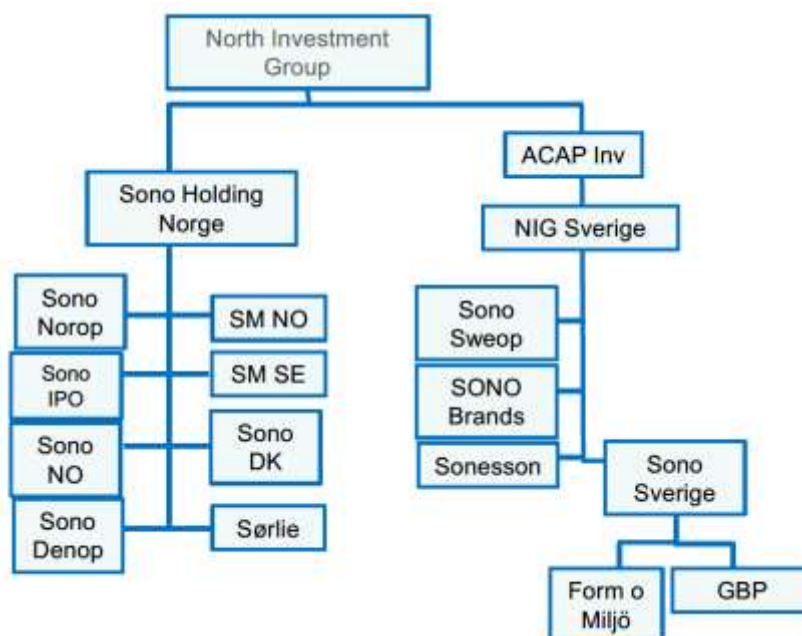 North Investment
Group
ACAP Inv
Sono Holding
Norge
NIG Sverige
Sono
Norop
SM NO
Sono
IPO
SM SE
Sono
NO
Sono
DK
Sono
Denop
Sørlie
Sono
Sweop
SONO
Brands
Sonesson
Sono
Sverige
Form o
Miljö
GBP